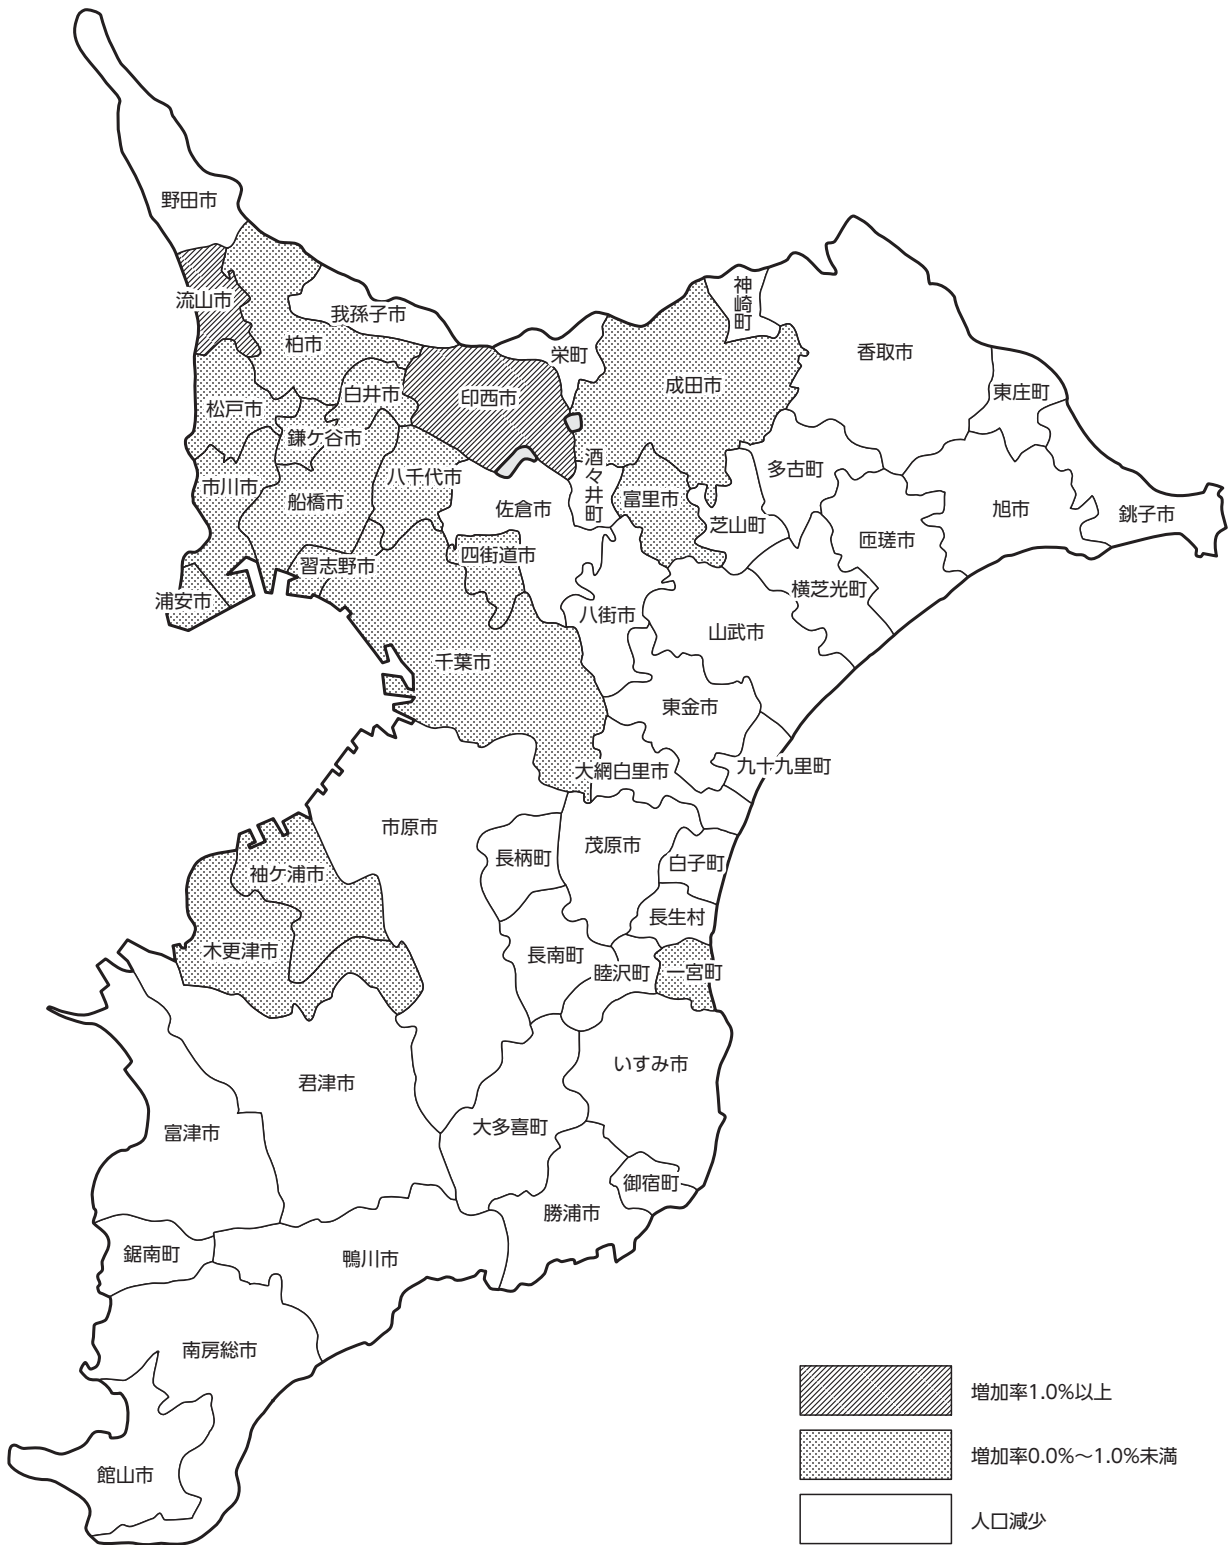 野田市
流山市
我孫子市
柏市
神崎町
栄町
香取市
成田市
東庄町
白井市
印西市
松戸市
鎌ケ谷市
酒々井町
多古町
市川市
八千代市
船橋市
富里市
佐倉市
芝山町
旭市
銚子市
匝瑳市
四街道市
習志野市
横芝光町
浦安市
八街市
山武市
千葉市
東金市
大網白里市
九十九里町
市原市
茂原市
長柄町
白子町
袖ケ浦市
長生村
木更津市
長南町
睦沢町
一宮町
いすみ市
君津市
大多喜町
富津市
御宿町
勝浦市
鋸南町
鴨川市
南房総市
館山市
増加率1.0%以上
増加率0.0%～1.0%未満
人口減少